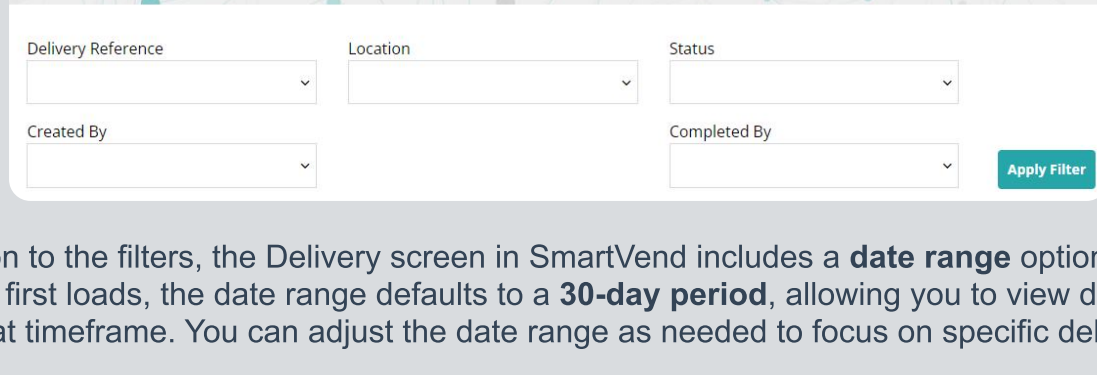 Delivery Reference Location Status
Created By Completed By
Apply Filter
on to the filters, the Delivery screen in SmartVend includes a date range option
first loads, the date range defaults to a 30-day period, allowing you to view d
at timeframe. You can adjust the date range as needed to focus on specific del